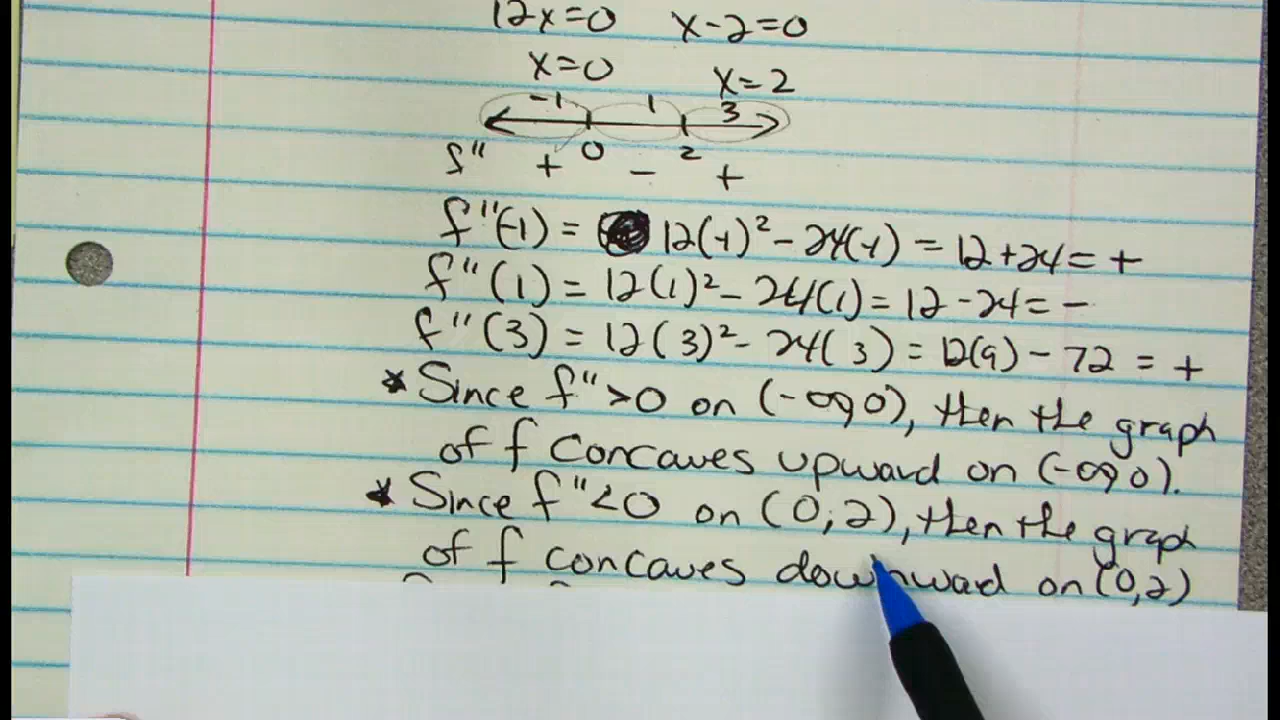 12x=0 x-2=0
x=0 x=2
-1 1 3
0 2
f" + - +
f"(-1) = 12(-1)²-24(-1) = 12+24= +
f"(1) = 12(1)²- 24(1) = 12-24= -
f"(3) = 12(3)²- 24(3) = 12(9) - 72 = +
* Since f">0 on (-∞,0), then the graph
of f concaves upward on (-∞,0).
* Since f"<0 on (0,2), then the graph
of f concaves downward on (0,2)